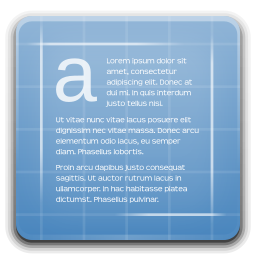 a
Lorem ipsum dolor sit
amet, consectetur
adipiscing elit. Donec at
dui mi, in quis interdum
justo tellus nisi.
Ut vitae nunc vitae lacus posuere elit
dignissim nec vitae massa. Donec arcu
elementum odio lacus, eu semper
diam. Phasellus lobortis.
Proin arcu dapibus justo consequat
sagittis. Ut auctor rutrum lacus in
ullamcorper. In hac habitasse platea
dictumst. Phasellus pulvinar.